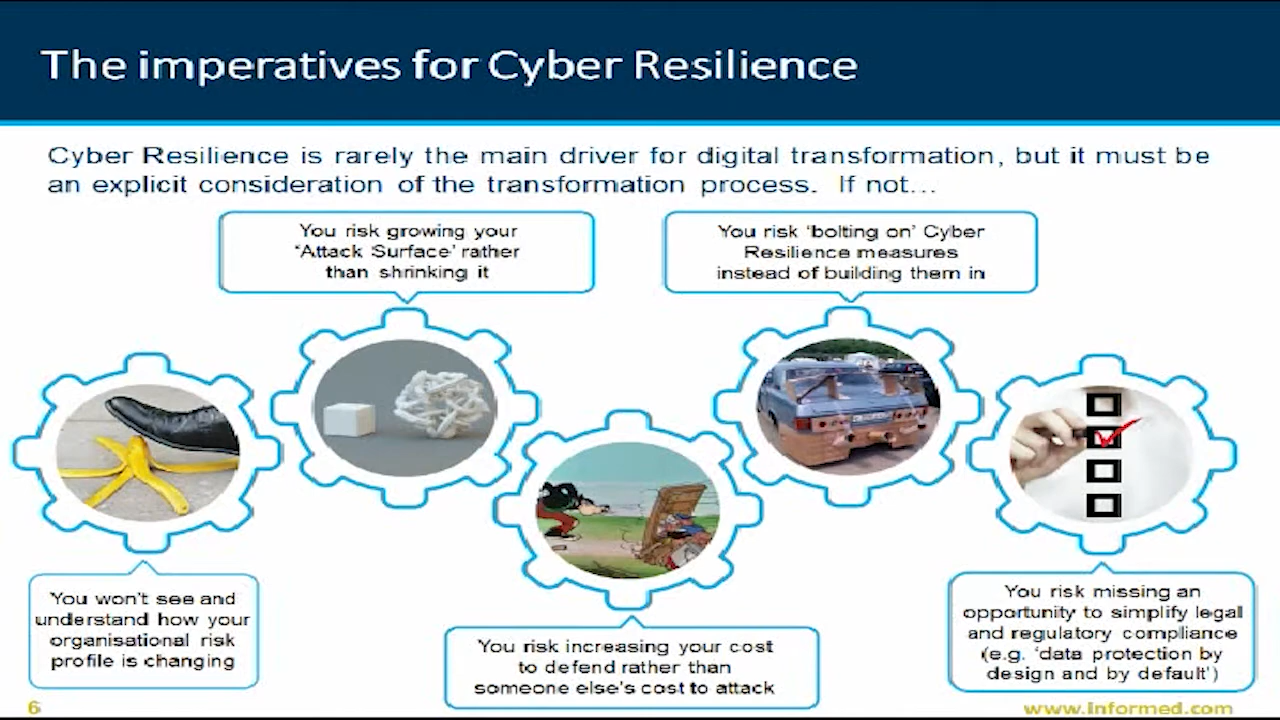 The imperatives for Cyber Resilience
Cyber Resilience is rarely the main driver for digital transformation, but it must be
an explicit consideration of the transformation process. If not...
You risk growing your
'Attack Surface' rather
than shrinking it
You risk 'bolting on' Cyber
Resilience measures
instead of building them in
You won't see and
understand how your
organisational risk
profile is changing
You risk increasing your cost
to defend rather than
someone else's cost to attack
You risk missing an
opportunity to simplify legal
and regulatory compliance
(e.g. 'data protection by
design and by default')
6
www.informed.com